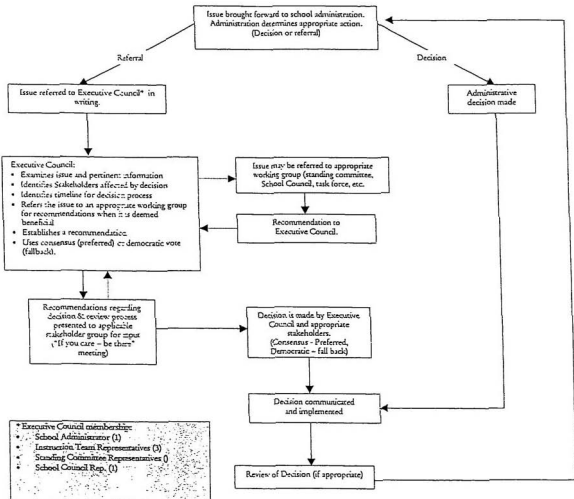 Issue brought forward to school administration.
Administration determines appropriate action.
(Decision or referral)
Referral
Decision
Issue referred to Executive Council* in
writing.
Administrative
decision made
Executive Council:
• Examines issue and pertinent information
• Identifies Stakeholders affected by decision
• Identifies timeline for decision process
• Refers the issue to an appropriate working group
for recommendations when it is deemed
beneficial
• Establishes a recommendation
• Uses consensus (preferred) or democratic vote
(fallback).
Issue may be referred to appropriate
working group (standing committee,
School Council, task force, etc.
Recommendation to
Executive Council.
Recommendations regarding
decision & review process
presented to applicable
stakeholder group for input
("If you care – be there"
meeting)
Decision is made by Executive
Council and appropriate
stakeholders.
(Consensus - Preferred,
Democratic – fall back)
Decision communicated
and implemented
Review of Decision (if appropriate)
*Executive Council membership:
• School Administrator (1)
• Instruction Team Representatives (3)
• Standing Committee Representatives ()
• School Council Rep. (1)